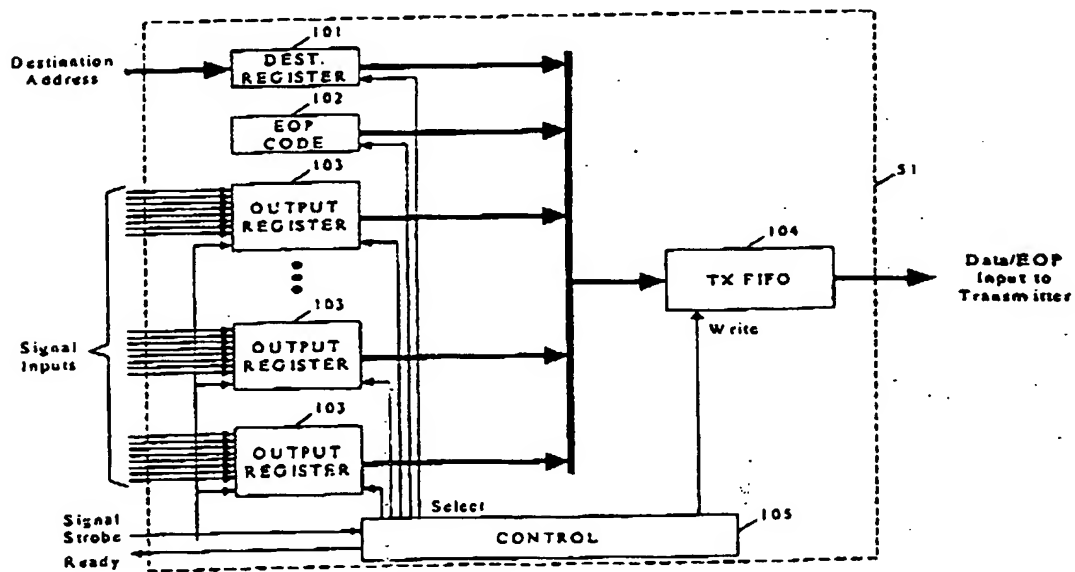 101
Destination
Address
DEST.
REGISTER
102
EOP
CODE
103
OUTPUT
REGISTER
51
104
TX FIFO
Data/EOP
Input to
Transmitter
Write
103
OUTPUT
REGISTER
Signal
Inputs
103
OUTPUT
REGISTER
Select
Signal
Strobe
Ready
CONTROL
105